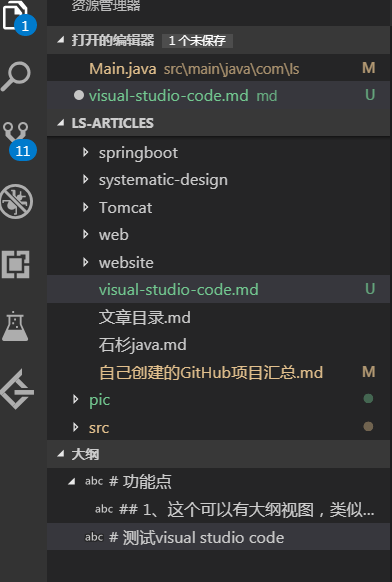 资源管理器
1
打开的编辑器 1 个未保存
Main.java src\main\java\com\ls M
visual-studio-code.md md U
LS-ARTICLES
11
springboot
systematic-design
Tomcat
web
website
visual-studio-code.md U
文章目录.md
石杉java.md
自己创建的GitHub项目汇总.md M
pic
src
大纲
abc # 功能点
abc ## 1、这个可以有大纲视图，类似...
abc # 测试visual studio code